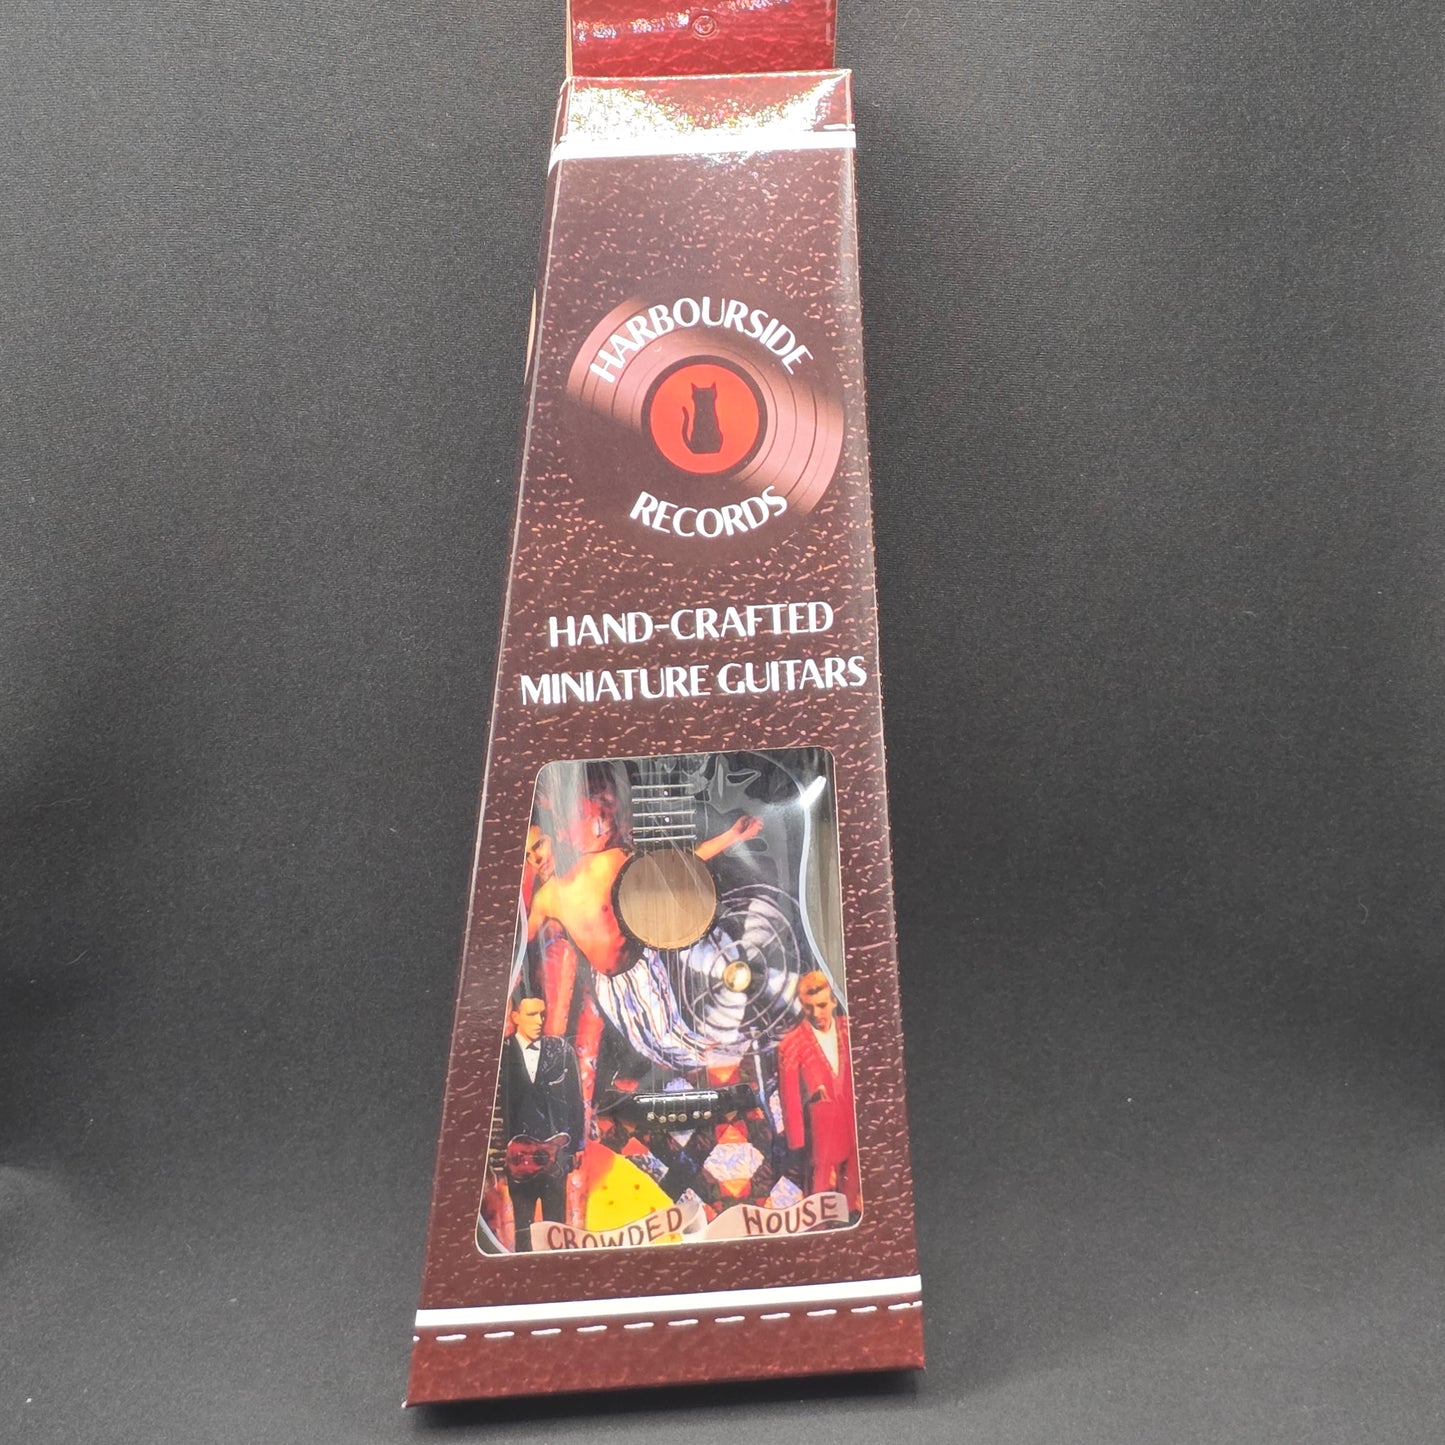 HARBOURSIDE
RECORDS
HAND-CRAFTED
MINIATURE GUITARS
CROWDED HOUSE